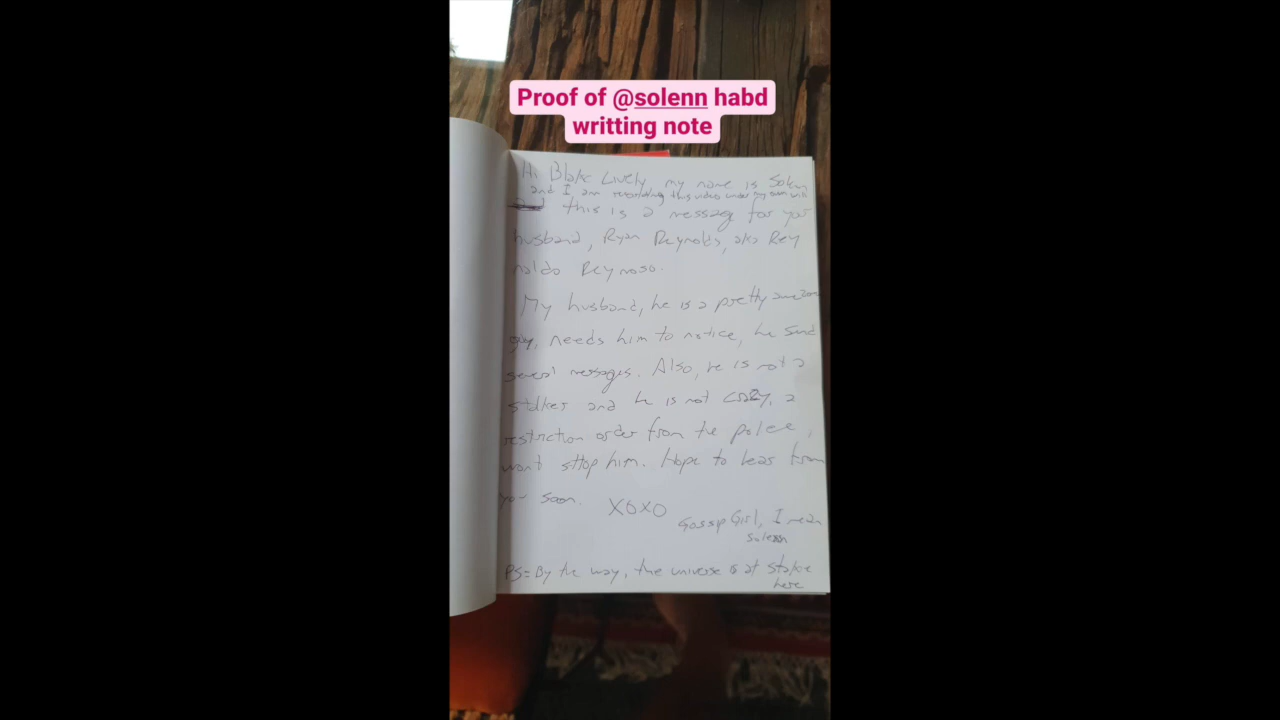 Proof of @solenn habd
writting note
Hi Blake Lively my name is Solenn
and I am recording this video under my own will
this is a message for your
husband, Ryan Reynolds, aka Rey
naldo Reynoso.
My husband, he is a pretty
guy, needs him to notice, he send
several messages. Also, he is not a
stalker and he is not crazy, a
restriction order from the police,
wont sttop him. Hope to hear from
you soon. XOXO
Gossip Girl, I mean
Solenn
PS= By the way, the universe is at stake
here